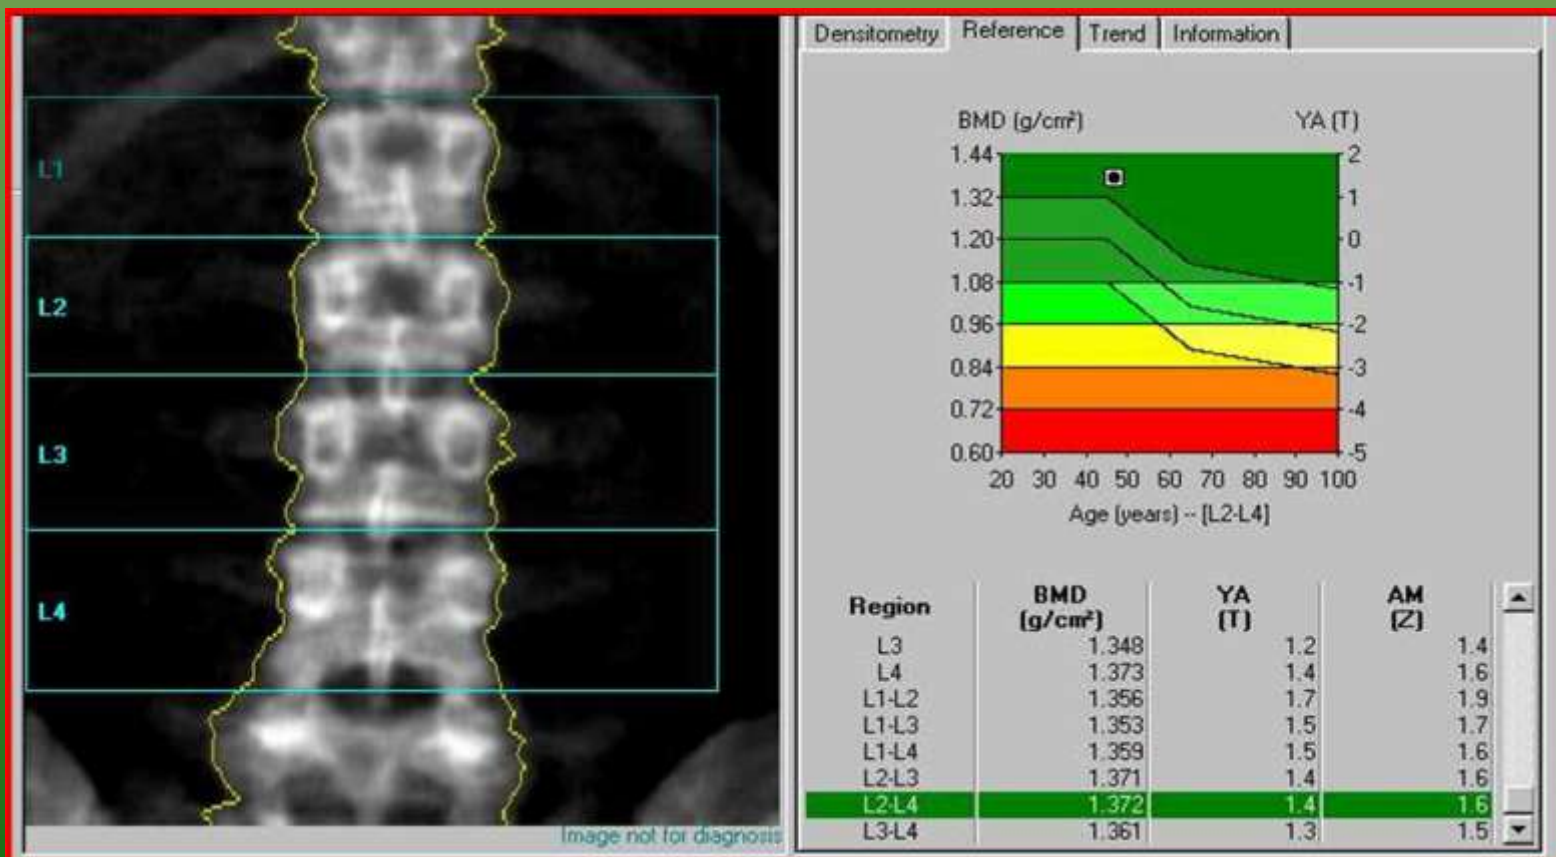 L1
L2
L3
L4
Image not for diagnosis
Densitometry Reference Trend Information
BMD (g/cm²) YA (T)
1.44 2
1.32 1
1.20 0
1.08 -1
0.96 -2
0.84 -3
0.72 -4
0.60 -5
20 30 40 50 60 70 80 90 100
Age (years) -- [L2-L4]
Region BMD (g/cm²) YA (T) AM (Z)
L3 1.348 1.2 1.4
L4 1.373 1.4 1.6
L1-L2 1.356 1.7 1.9
L1-L3 1.353 1.5 1.7
L1-L4 1.359 1.5 1.6
L2-L3 1.371 1.4 1.6
L2-L4 1.372 1.4 1.6
L3-L4 1.361 1.3 1.5